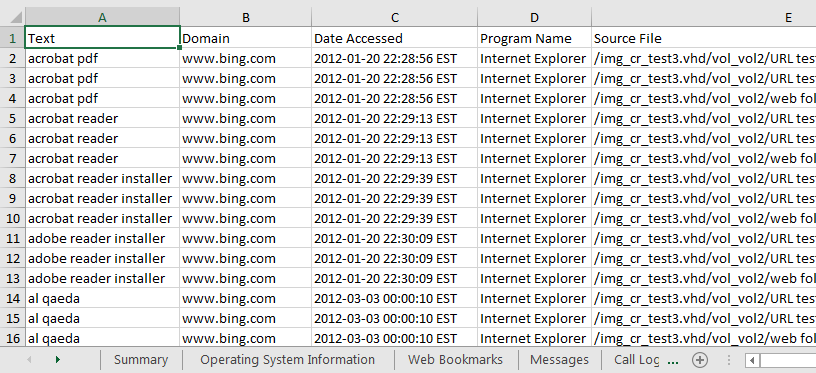 A B C D E
1 Text Domain Date Accessed Program Name Source File
2 acrobat pdf www.bing.com 2012-01-20 22:28:56 EST Internet Explorer /img_cr_test3.vhd/vol_vol2/URL tes
3 acrobat pdf www.bing.com 2012-01-20 22:28:56 EST Internet Explorer /img_cr_test3.vhd/vol_vol2/URL tes
4 acrobat pdf www.bing.com 2012-01-20 22:28:56 EST Internet Explorer /img_cr_test3.vhd/vol_vol2/web fol
5 acrobat reader www.bing.com 2012-01-20 22:29:13 EST Internet Explorer /img_cr_test3.vhd/vol_vol2/URL tes
6 acrobat reader www.bing.com 2012-01-20 22:29:13 EST Internet Explorer /img_cr_test3.vhd/vol_vol2/URL tes
7 acrobat reader www.bing.com 2012-01-20 22:29:13 EST Internet Explorer /img_cr_test3.vhd/vol_vol2/web fol
8 acrobat reader installer www.bing.com 2012-01-20 22:29:39 EST Internet Explorer /img_cr_test3.vhd/vol_vol2/URL tes
9 acrobat reader installer www.bing.com 2012-01-20 22:29:39 EST Internet Explorer /img_cr_test3.vhd/vol_vol2/URL tes
10 acrobat reader installer www.bing.com 2012-01-20 22:29:39 EST Internet Explorer /img_cr_test3.vhd/vol_vol2/web fol
11 adobe reader installer www.bing.com 2012-01-20 22:30:09 EST Internet Explorer /img_cr_test3.vhd/vol_vol2/URL tes
12 adobe reader installer www.bing.com 2012-01-20 22:30:09 EST Internet Explorer /img_cr_test3.vhd/vol_vol2/URL tes
13 adobe reader installer www.bing.com 2012-01-20 22:30:09 EST Internet Explorer /img_cr_test3.vhd/vol_vol2/web fol
14 al qaeda www.bing.com 2012-03-03 00:00:10 EST Internet Explorer /img_cr_test3.vhd/vol_vol2/URL tes
15 al qaeda www.bing.com 2012-03-03 00:00:10 EST Internet Explorer /img_cr_test3.vhd/vol_vol2/URL tes
16 al qaeda www.bing.com 2012-03-03 00:00:10 EST Internet Explorer /img_cr_test3.vhd/vol_vol2/web fol
Summary Operating System Information Web Bookmarks Messages Call Log ...